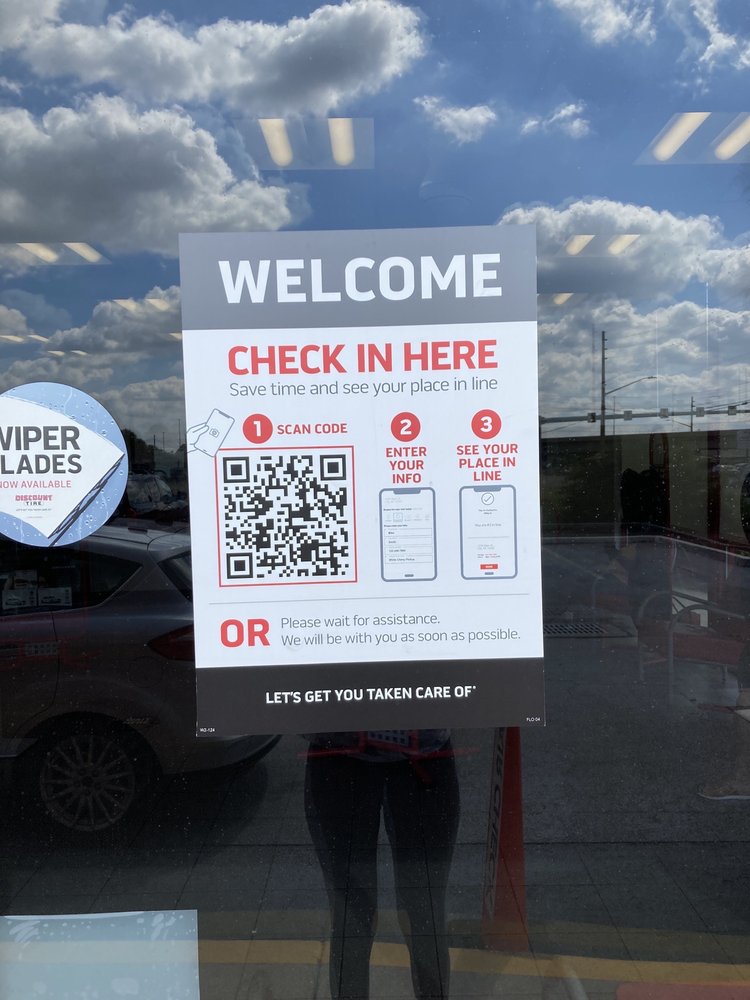 WELCOME
CHECK IN HERE
Save time and see your place in line
1 SCAN CODE
2
ENTER
YOUR
INFO
3
SEE YOUR
PLACE IN
LINE
OR
Please wait for assistance.
We will be with you as soon as possible.
LET'S GET YOU TAKEN CARE OF
WIPER
LADES
NOW AVAILABLE
DISCOUNT
TIRE